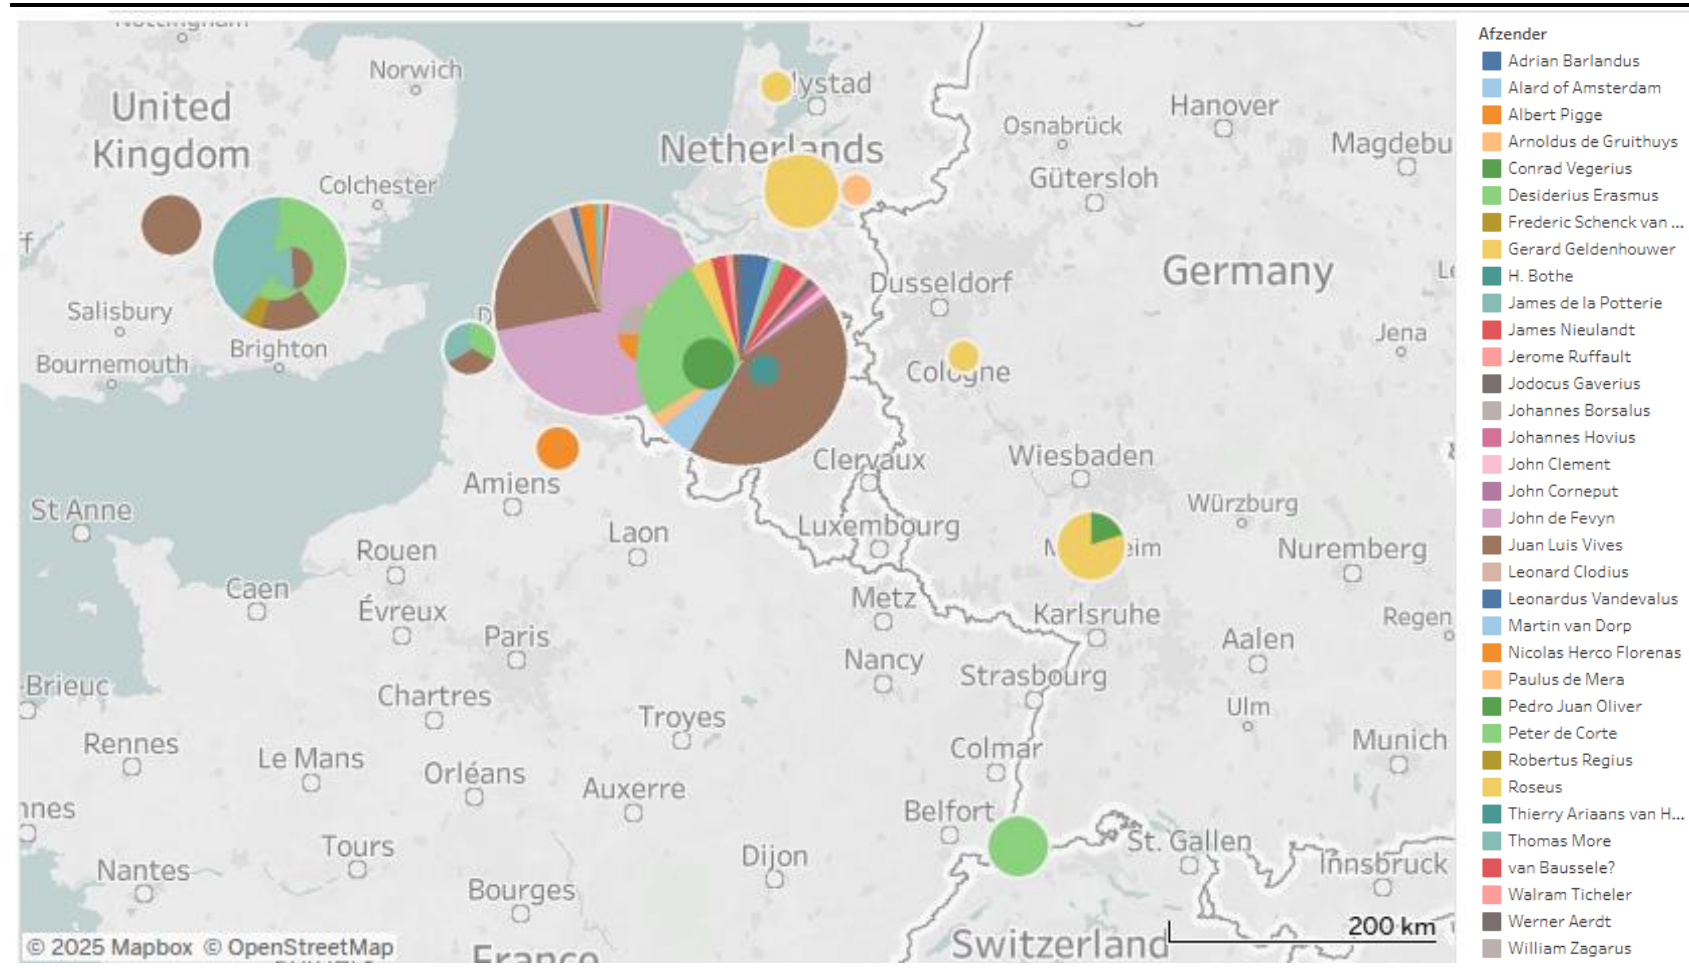 Norwich
United
Kingdom
Colchester
Salisbury
Bournemouth
Brighton
lystad
Netherlands
Osnabrück
Hanover
Magdebu
Gütersloh
Germany
Dusseldorf
Jena
Cologne
Clervaux
Wiesbaden
Amiens
Würzburg
St Anne
Laon
Luxembourg
eim
Nuremberg
Rouen
Caen
Évreux
Metz
Karlsruhe
Regen
Paris
Aalen
Nancy
Strasbourg
-Brieuc
Chartres
Troyes
Ulm
Rennes
Le Mans
Orléans
Colmar
Munich
Auxerre
Belfort
nnes
Tours
Dijon
St. Gallen
Innsbruck
Nantes
Bourges
200 km
Switzerland
France
© 2025 Mapbox © OpenStreetMap
Afzender
Adrian Barlandus
Alard of Amsterdam
Albert Pigge
Arnoldus de Gruithuys
Conrad Vegerius
Desiderius Erasmus
Frederic Schenck van ...
Gerard Geldenhouwer
H. Bothe
James de la Potterie
James Nieulandt
Jerome Ruffault
Jodocus Gaverius
Johannes Borsalus
Johannes Hovius
John Clement
John Corneput
John de Fevyn
Juan Luis Vives
Leonard Clodius
Leonardus Vandevalus
Martin van Dorp
Nicolas Herco Florenas
Paulus de Mera
Pedro Juan Oliver
Peter de Corte
Robertus Regius
Roseus
Thierry Ariaans van H...
Thomas More
van Baussele?
Walram Ticheler
Werner Aerdt
William Zagarus